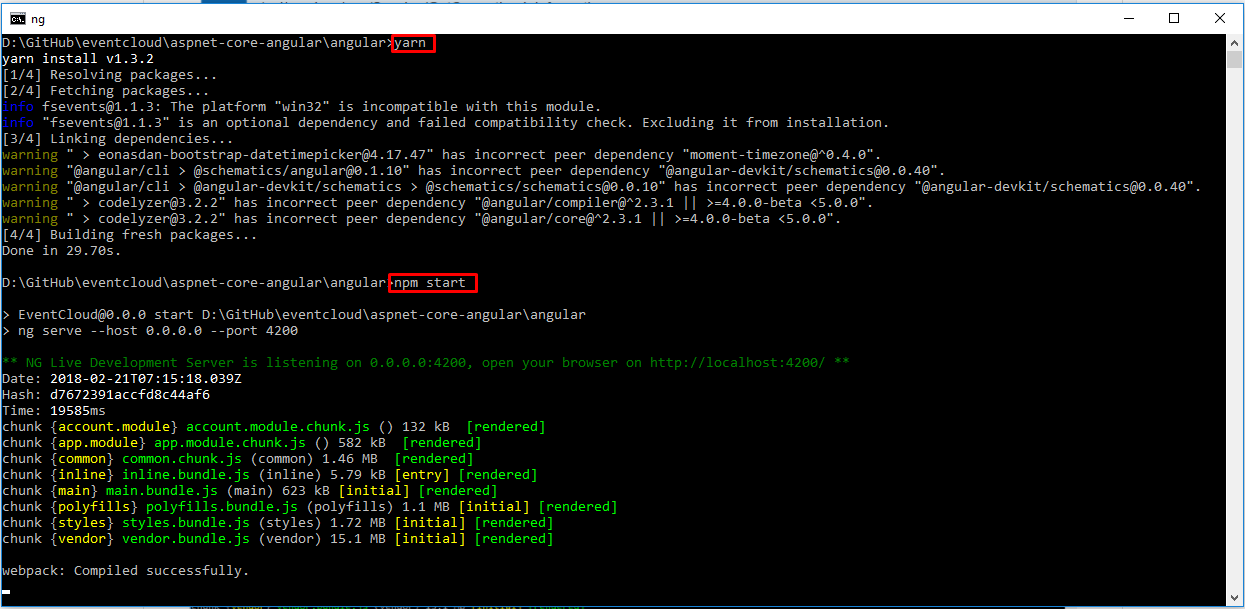 ng
D:\GitHub\eventcloud\aspnet-core-angular\angular>yarn
yarn install v1.3.2
[1/4] Resolving packages...
[2/4] Fetching packages...
info fsevents@1.1.3: The platform "win32" is incompatible with this module.
info "fsevents@1.1.3" is an optional dependency and failed compatibility check. Excluding it from installation.
[3/4] Linking dependencies...
warning " > eonasdan-bootstrap-datetimepicker@4.17.47" has incorrect peer dependency "moment-timezone@^0.4.0".
warning "@angular/cli > @schematics/angular@0.1.10" has incorrect peer dependency "@angular-devkit/schematics@0.0.40".
warning "@angular/cli > @angular-devkit/schematics > @schematics/schematics@0.0.10" has incorrect peer dependency "@angular-devkit/schematics@0.0.40".
warning " > codelyzer@3.2.2" has incorrect peer dependency "@angular/compiler@^2.3.1 || >=4.0.0-beta <5.0.0".
warning " > codelyzer@3.2.2" has incorrect peer dependency "@angular/core@^2.3.1 || >=4.0.0-beta <5.0.0".
[4/4] Building fresh packages...
Done in 29.70s.
D:\GitHub\eventcloud\aspnet-core-angular\angular>npm start
> EventCloud@0.0.0 start D:\GitHub\eventcloud\aspnet-core-angular\angular
> ng serve --host 0.0.0.0 --port 4200
** NG Live Development Server is listening on 0.0.0.0:4200, open your browser on http://localhost:4200/ **
Date: 2018-02-21T07:15:18.039Z
Hash: d7672391accfd8c44af6
Time: 19585ms
chunk {account.module} account.module.chunk.js () 132 kB  [rendered]
chunk {app.module} app.module.chunk.js () 582 kB  [rendered]
chunk {common} common.chunk.js (common) 1.46 MB  [rendered]
chunk {inline} inline.bundle.js (inline) 5.79 kB [entry] [rendered]
chunk {main} main.bundle.js (main) 623 kB [initial] [rendered]
chunk {polyfills} polyfills.bundle.js (polyfills) 1.1 MB [initial] [rendered]
chunk {styles} styles.bundle.js (styles) 1.72 MB [initial] [rendered]
chunk {vendor} vendor.bundle.js (vendor) 15.1 MB [initial] [rendered]
webpack: Compiled successfully.